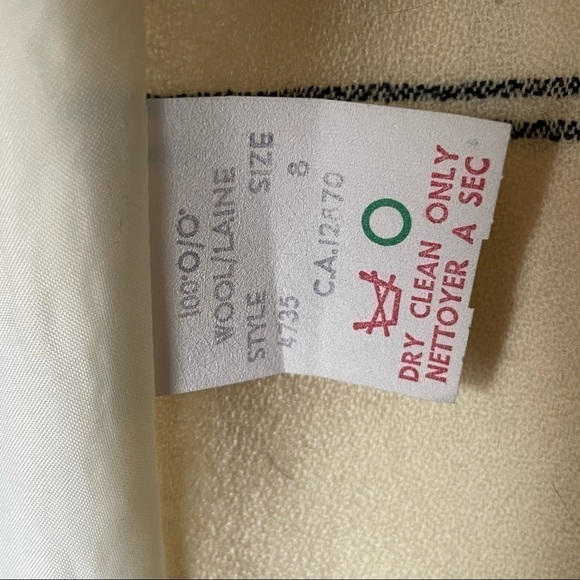 100 O/O
WOOL/LAINE
STYLE SIZE
4735 8
C.A.12870
DRY CLEAN ONLY
NETTOYER A SEC